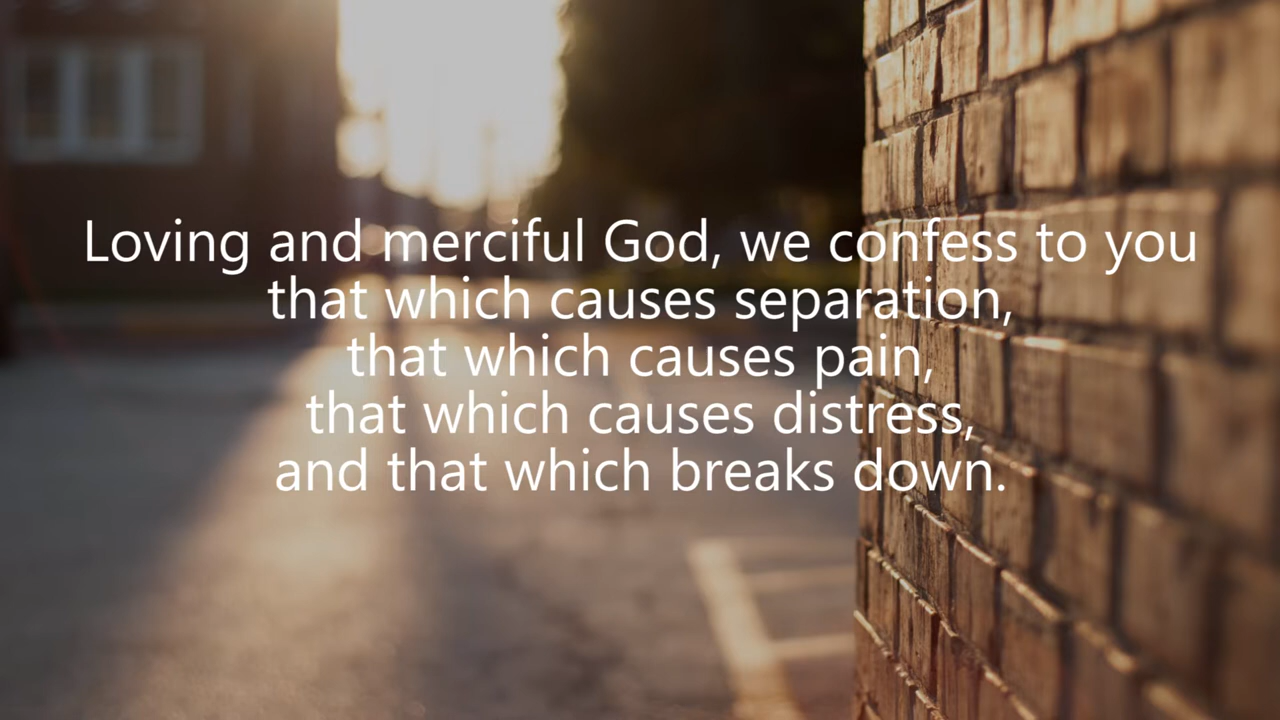 Loving and merciful God, we confess to you
that which causes separation,
that which causes pain,
that which causes distress,
and that which breaks down.